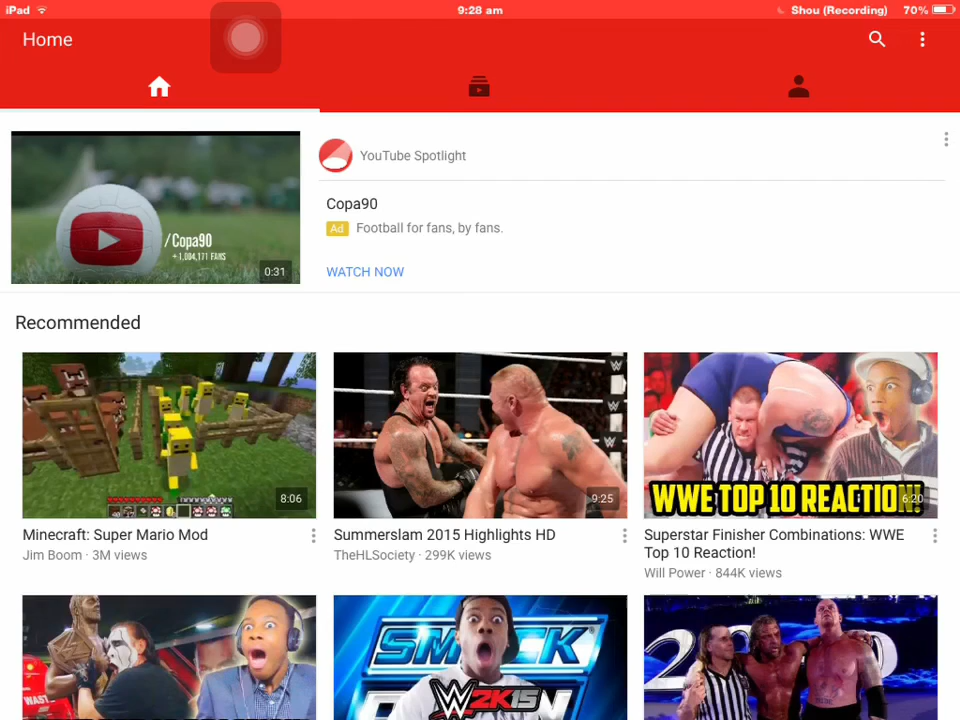 iPad 9:28 am Shou (Recording) 70%
Home
/Copa90
+1,004,171 FANS
0:31
YouTube Spotlight
Copa90
Ad Football for fans, by fans.
WATCH NOW
Recommended
8:06
9:25
WWE TOP 10 REACTION!
6:20
Minecraft: Super Mario Mod
Jim Boom · 3M views
Summerslam 2015 Highlights HD
TheHLSociety · 299K views
Superstar Finisher Combinations: WWE
Top 10 Reaction!
Will Power · 844K views
SMACK
W2K15